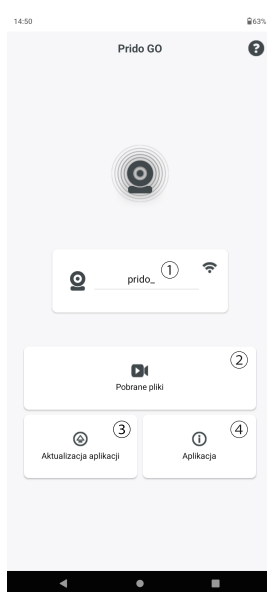 14:50 63%
Prido GO
?
prido_ 1
2
Pobrane pliki
3
Aktualizacja aplikacji
4
Aplikacja